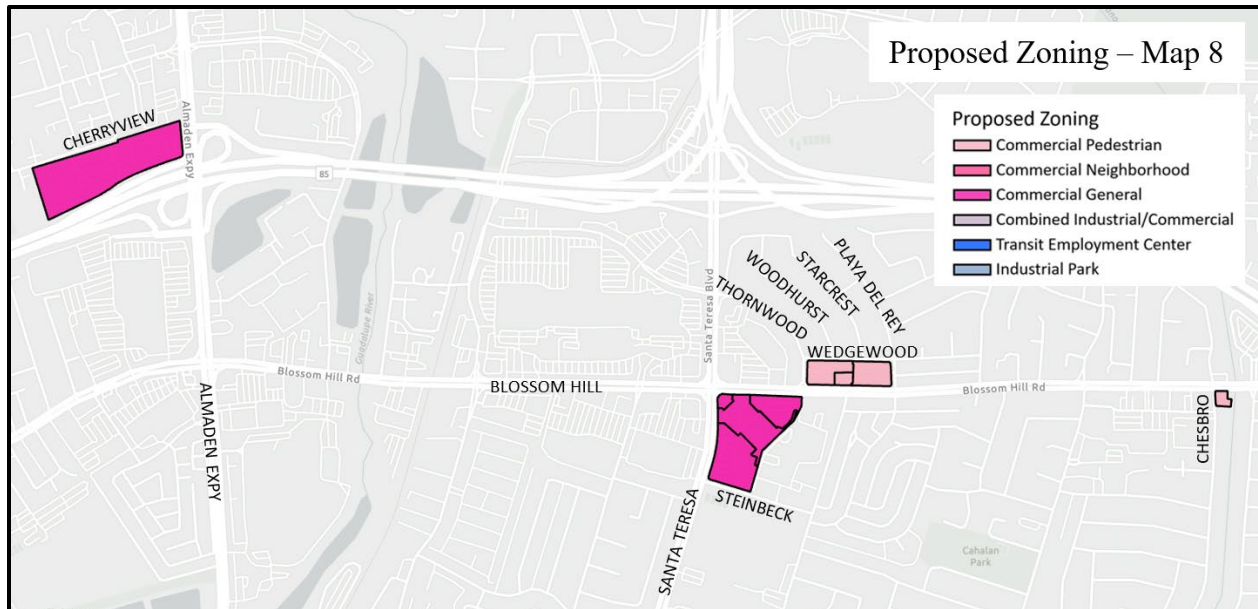 Proposed Zoning – Map 8
Proposed Zoning
Commercial Pedestrian
Commercial Neighborhood
Commercial General
Combined Industrial/Commercial
Transit Employment Center
Industrial Park
CHERRYVIEW
Almaden Expy
85
Guadalupe River
Santa Teresa Blvd
THORNWOOD
WOODHURST
STARCREST
PLAYA DEL REY
WEDGEWOOD
Blossom Hill Rd
BLOSSOM HILL
Blossom Hill Rd
ALMADEN EXPY
CHESBRO
SANTA TERESA
STEINBECK
Cahalan
Park